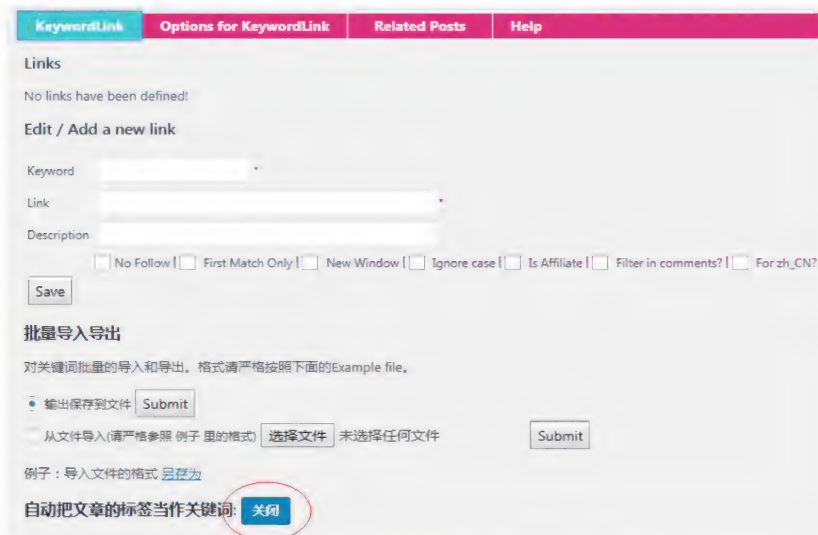 KeywordLink Options for KeywordLink Related Posts Help
Links
No links have been defined!
Edit / Add a new link
Keyword *
Link *
Description
No Follow | First Match Only | New Window | Ignore case | Is Affiliate | Filter in comments? | For zh_CN?
Save
批量导入导出
对关键词批量的导入和导出。格式请严格按照下面的Example file。
输出保存到文件 Submit
从文件导入(请严格参照 例子 里的格式) 选择文件 未选择任何文件 Submit
例子：导入文件的格式 另存为
自动把文章的标签当作关键词: 关闭